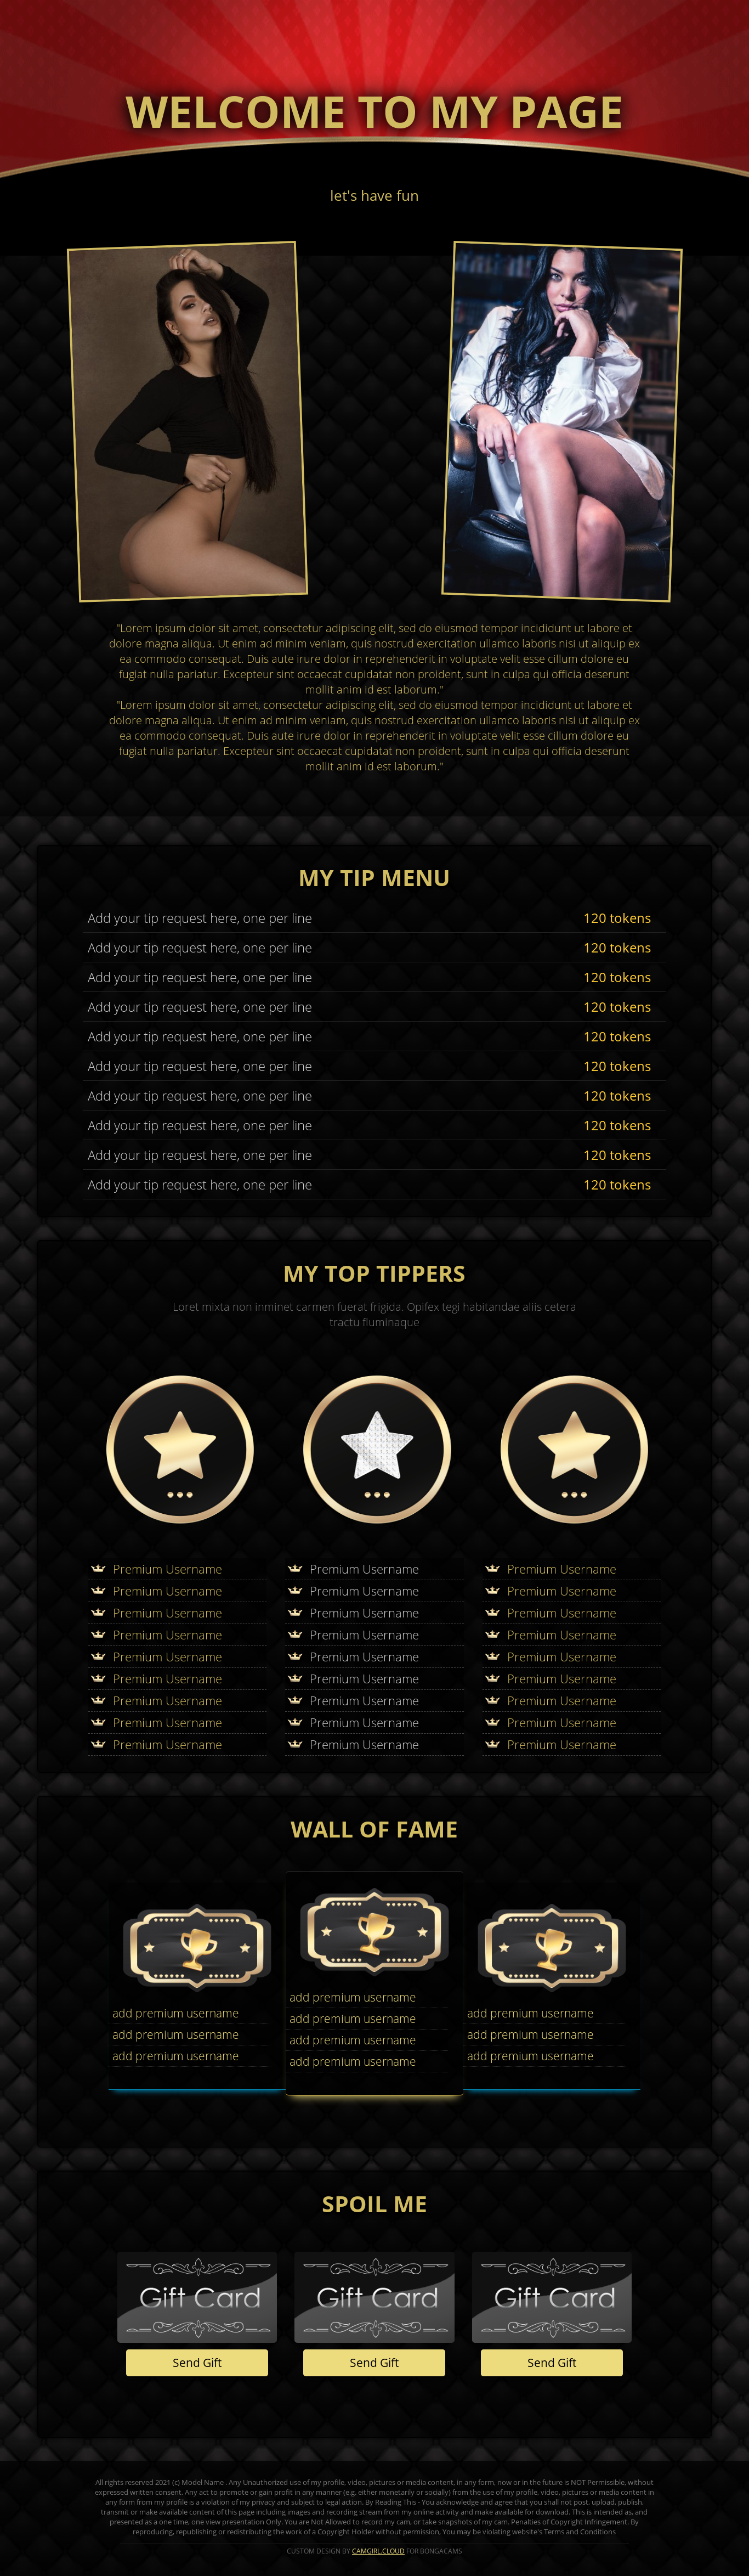 WELCOME TO MY PAGE
let's have fun
"Lorem ipsum dolor sit amet, consectetur adipiscing elit, sed do eiusmod tempor incididunt ut labore et
dolore magna aliqua. Ut enim ad minim veniam, quis nostrud exercitation ullamco laboris nisi ut aliquip ex
ea commodo consequat. Duis aute irure dolor in reprehenderit in voluptate velit esse cillum dolore eu
fugiat nulla pariatur. Excepteur sint occaecat cupidatat non proident, sunt in culpa qui officia deserunt
mollit anim id est laborum."
"Lorem ipsum dolor sit amet, consectetur adipiscing elit, sed do eiusmod tempor incididunt ut labore et
dolore magna aliqua. Ut enim ad minim veniam, quis nostrud exercitation ullamco laboris nisi ut aliquip ex
ea commodo consequat. Duis aute irure dolor in reprehenderit in voluptate velit esse cillum dolore eu
fugiat nulla pariatur. Excepteur sint occaecat cupidatat non proident, sunt in culpa qui officia deserunt
mollit anim id est laborum."
MY TIP MENU
Add your tip request here, one per line 120 tokens
Add your tip request here, one per line 120 tokens
Add your tip request here, one per line 120 tokens
Add your tip request here, one per line 120 tokens
Add your tip request here, one per line 120 tokens
Add your tip request here, one per line 120 tokens
Add your tip request here, one per line 120 tokens
Add your tip request here, one per line 120 tokens
Add your tip request here, one per line 120 tokens
Add your tip request here, one per line 120 tokens
MY TOP TIPPERS
Loret mixta non inminet carmen fuerat frigida. Opifex tegi habitandae aliis cetera
tractu fluminaque
Premium Username Premium Username Premium Username
Premium Username Premium Username Premium Username
Premium Username Premium Username Premium Username
Premium Username Premium Username Premium Username
Premium Username Premium Username Premium Username
Premium Username Premium Username Premium Username
Premium Username Premium Username Premium Username
Premium Username Premium Username Premium Username
Premium Username Premium Username Premium Username
WALL OF FAME
add premium username
add premium username
add premium username
add premium username
add premium username
add premium username
add premium username
add premium username
add premium username
add premium username
SPOIL ME
Gift Card Gift Card Gift Card
Send Gift Send Gift Send Gift
All rights reserved 2021 (c) Model Name . Any Unauthorized use of my profile, video, pictures or media content, in any form, now or in the future is NOT Permissible, without
expressed written consent. Any act to promote or gain profit in any manner (e.g. either monetarily or socially) from the use of my profile, video, pictures or media content in
any form from my profile is a violation of my privacy and subject to legal action. By Reading This - You acknowledge and agree that you shall not post, upload, publish,
transmit or make available content of this page including images and recording stream from my online activity and make available for download. This is intended as, and
presented as a one time, one view presentation Only. You are Not Allowed to record my cam, or take snapshots of my cam. Penalties of Copyright Infringement. By
reproducing, republishing or redistributing the work of a Copyright Holder without permission, You may be violating website's Terms and Conditions
CUSTOM DESIGN BY CAMGIRL.CLOUD FOR BONGACAMS